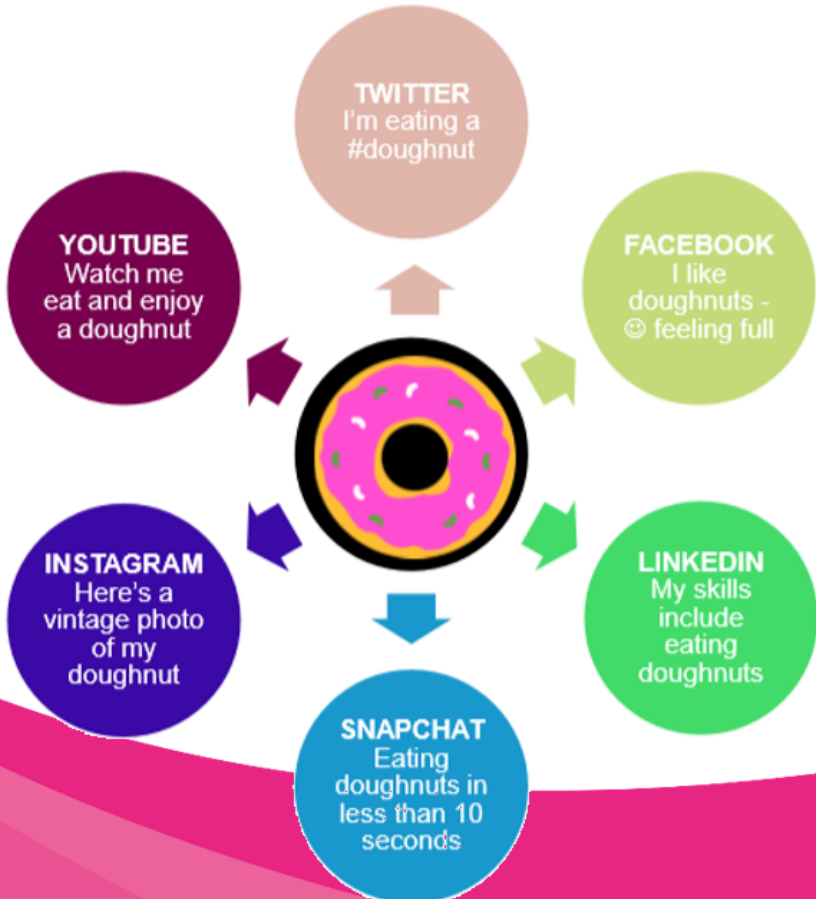 TWITTER
I'm eating a
#doughnut
FACEBOOK
I like
doughnuts -
☺ feeling full
LINKEDIN
My skills
include
eating
doughnuts
SNAPCHAT
Eating
doughnuts in
less than 10
seconds
INSTAGRAM
Here's a
vintage photo
of my
doughnut
YOUTUBE
Watch me
eat and enjoy
a doughnut